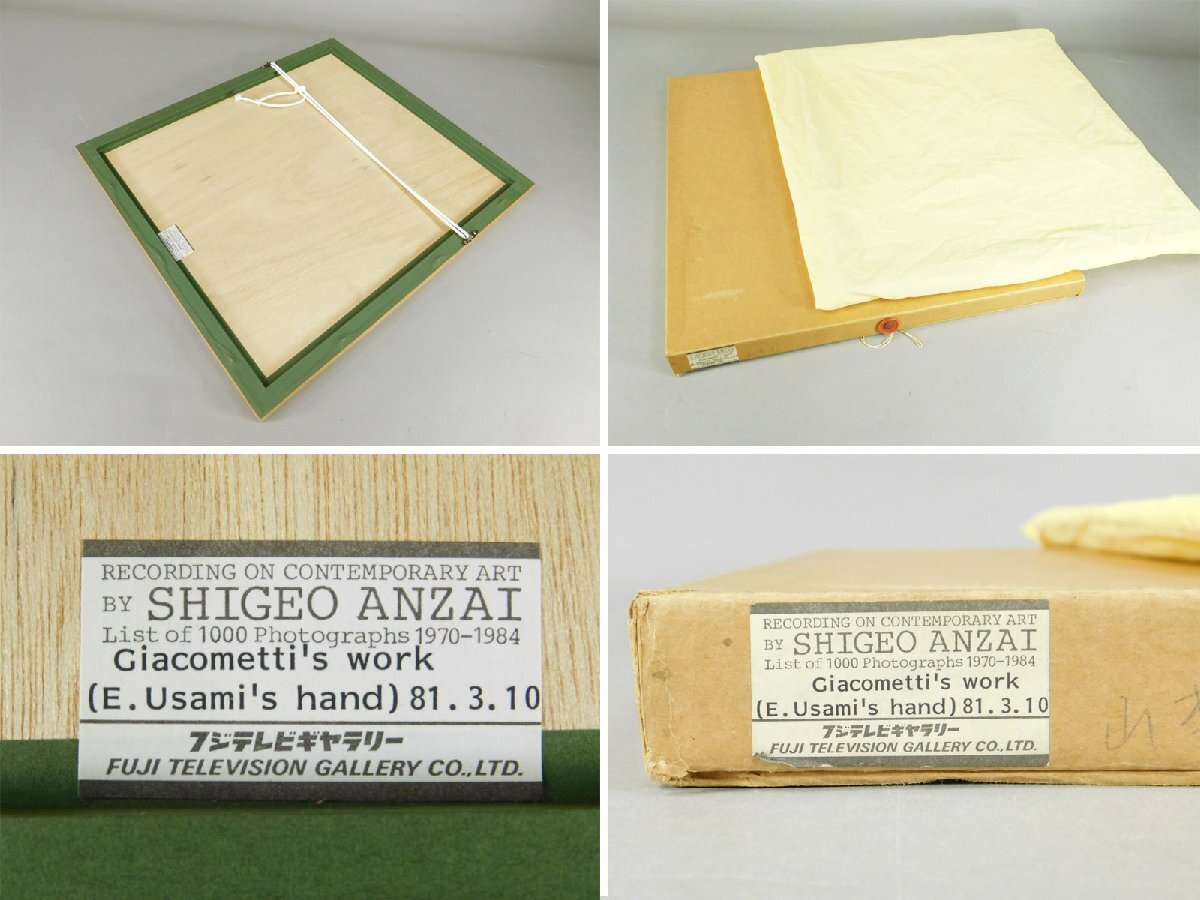 RECORDING ON CONTEMPORARY ART
BY SHIGEO ANZAI
List of 1000 Photographs 1970-1984
Giacometti's work
(E.Usami's hand) 81.3.10
フジテレビギャラリー
FUJI TELEVISION GALLERY CO.,LTD.
RECORDING ON CONTEMPORARY ART
BY SHIGEO ANZAI
List of 1000 Photographs 1970-1984
Giacometti's work
(E.Usami's hand) 81.3.10
フジテレビギャラリー
FUJI TELEVISION GALLERY CO.,LTD.